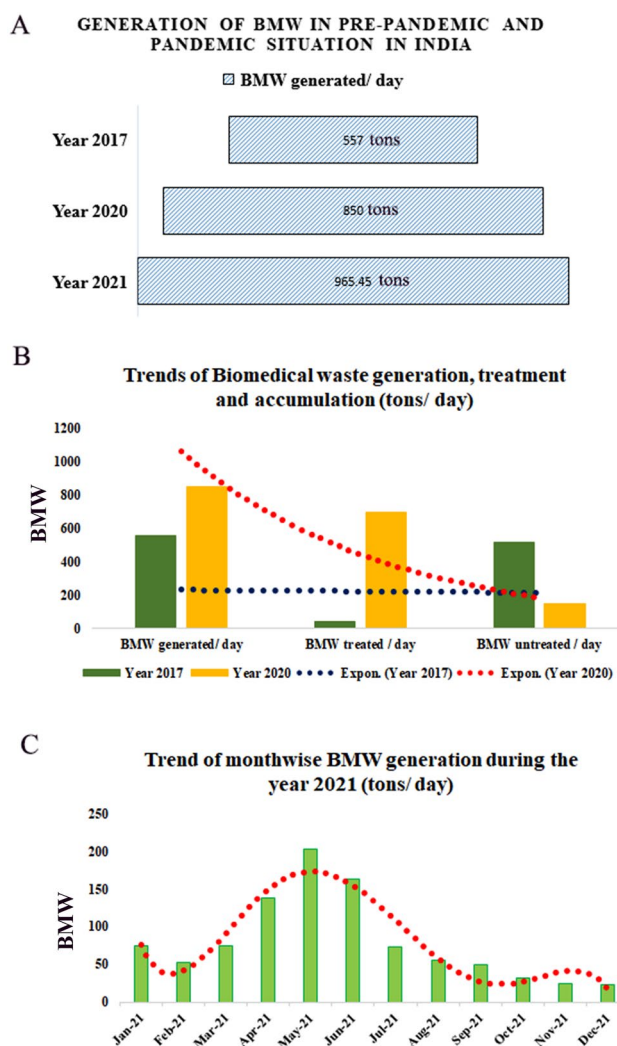 A
GENERATION OF BMW IN PRE-PANDEMIC AND
PANDEMIC SITUATION IN INDIA
BMW generated/ day
Year 2017
557 tons
Year 2020
850 tons
Year 2021
965.45 tons
B
Trends of Biomedical waste generation, treatment
and accumulation (tons/ day)
BMW
1200
1000
800
600
400
200
0
BMW generated/ day
BMW treated / day
BMW untreated / day
Year 2017
Year 2020
Expon. (Year 2017)
Expon. (Year 2020)
C
Trend of monthwise BMW generation during the
year 2021 (tons/ day)
BMW
250
200
150
100
50
0
Jan-21
Feb-21
Mar-21
Apr-21
May-21
Jun-21
Jul-21
Aug-21
Sep-21
Oct-21
Nov-21
Dec-21